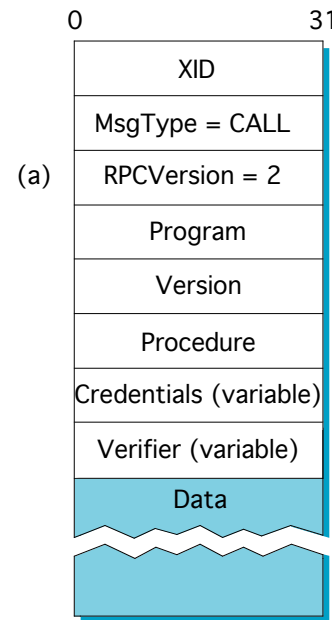 0 31
XID
MsgType = CALL
(a) RPCVersion = 2
Program
Version
Procedure
Credentials (variable)
Verifier (variable)
Data